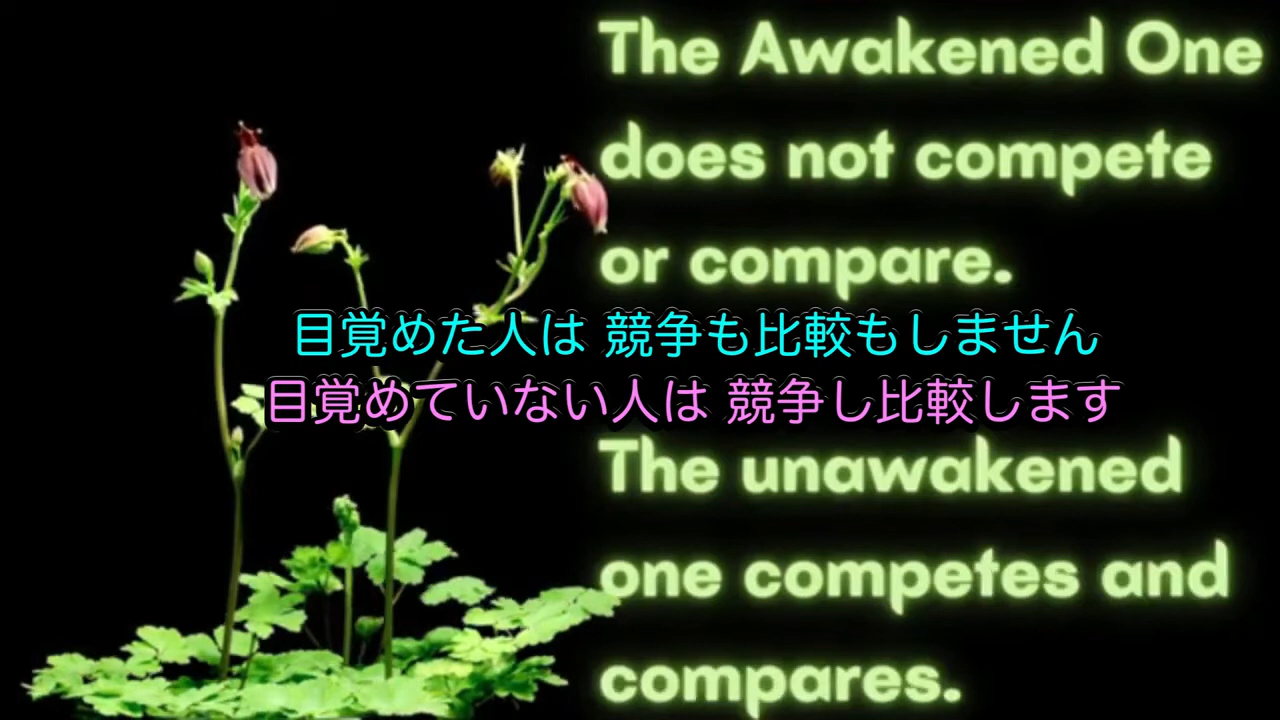 The Awakened One
does not compete
or compare.
目覚めた人は 競争も比較もしません
目覚めていない人は 競争し比較します
The unawakened
one competes and
compares.